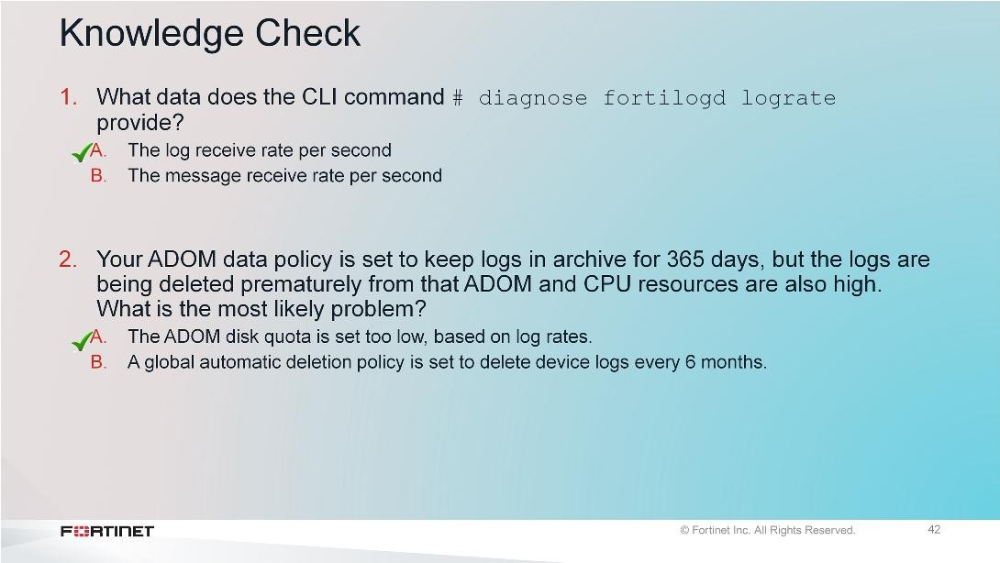 Knowledge Check
1. What data does the CLI command # diagnose fortilogd lograte
provide?
A. The log receive rate per second
B. The message receive rate per second
2. Your ADOM data policy is set to keep logs in archive for 365 days, but the logs are
being deleted prematurely from that ADOM and CPU resources are also high.
What is the most likely problem?
A. The ADOM disk quota is set too low, based on log rates.
B. A global automatic deletion policy is set to delete device logs every 6 months.
FORTINET
© Fortinet Inc. All Rights Reserved.
42